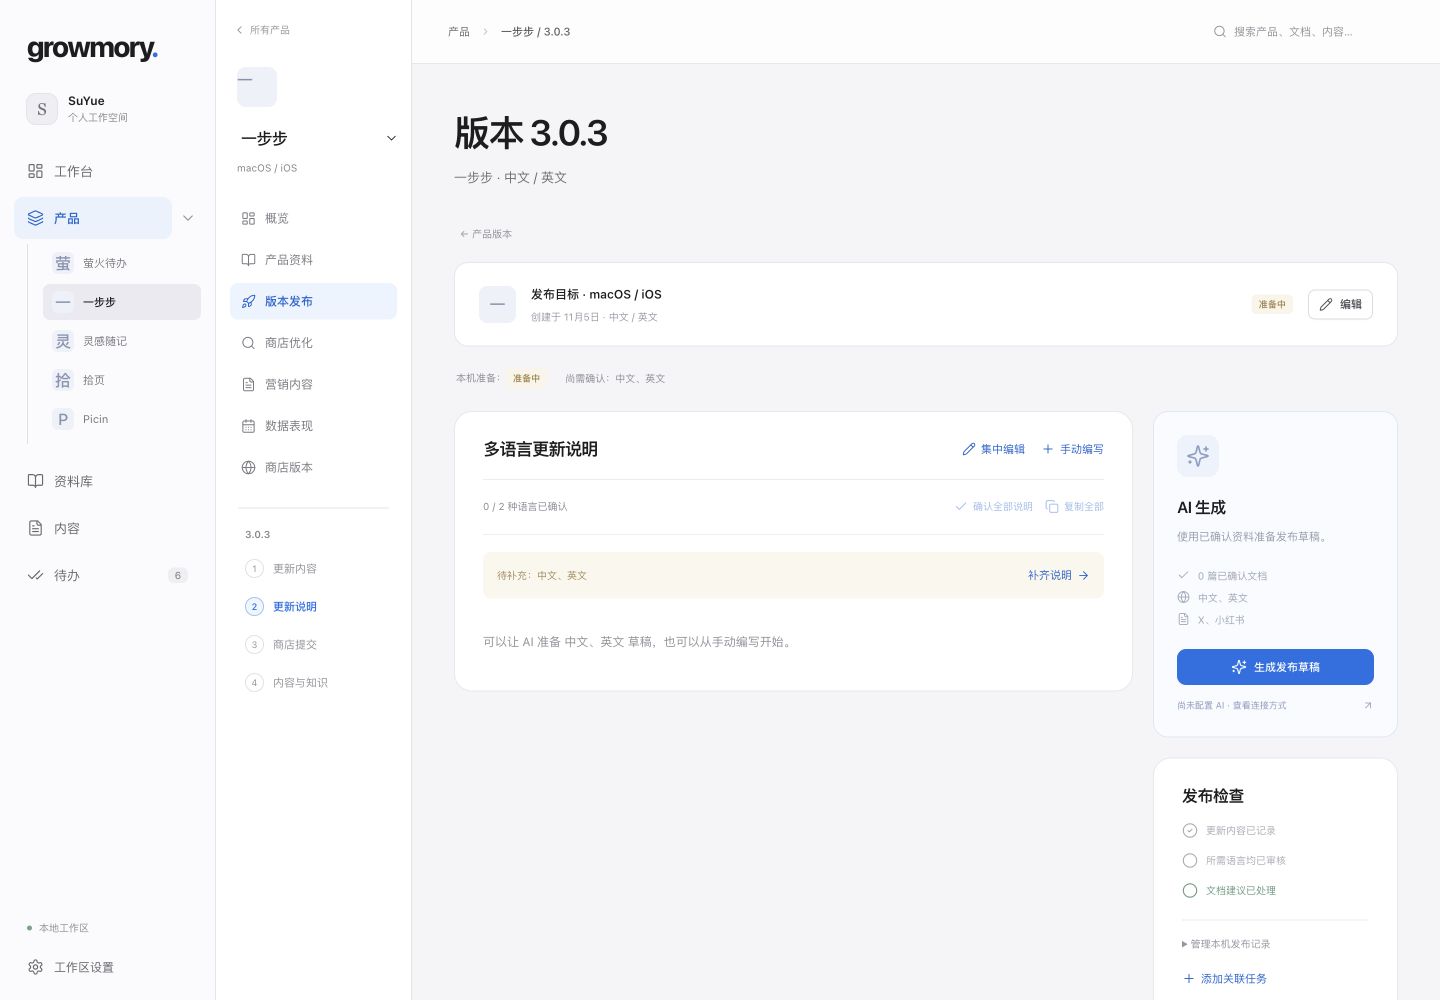 growmory.
S
SuYue
个人工作空间
工作台
产品
萤
萤火待办
一
一步步
灵
灵感随记
拾
拾页
P
Picin
资料库
内容
待办
6
本地工作区
工作区设置
所有产品
一
一步步
macOS / iOS
概览
产品资料
版本发布
商店优化
营销内容
数据表现
商店版本
3.0.3
1 更新内容
2 更新说明
3 商店提交
4 内容与知识
产品 › 一步步 / 3.0.3
搜索产品、文档、内容...
版本 3.0.3
一步步 · 中文 / 英文
← 产品版本
一
发布目标 · macOS / iOS
创建于 11月5日 · 中文 / 英文
准备中
编辑
本机准备： 准备中 尚需确认：中文、英文
多语言更新说明
集中编辑
+ 手动编写
0 / 2 种语言已确认
确认全部说明
复制全部
待补充：中文、英文
补齐说明 →
可以让 AI 准备 中文、英文 草稿，也可以从手动编写开始。
AI 生成
使用已确认资料准备发布草稿。
0 篇已确认文档
中文、英文
X、小红书
生成发布草稿
尚未配置 AI · 查看连接方式
发布检查
更新内容已记录
所需语言均已审核
文档建议已处理
管理本机发布记录
+ 添加关联任务